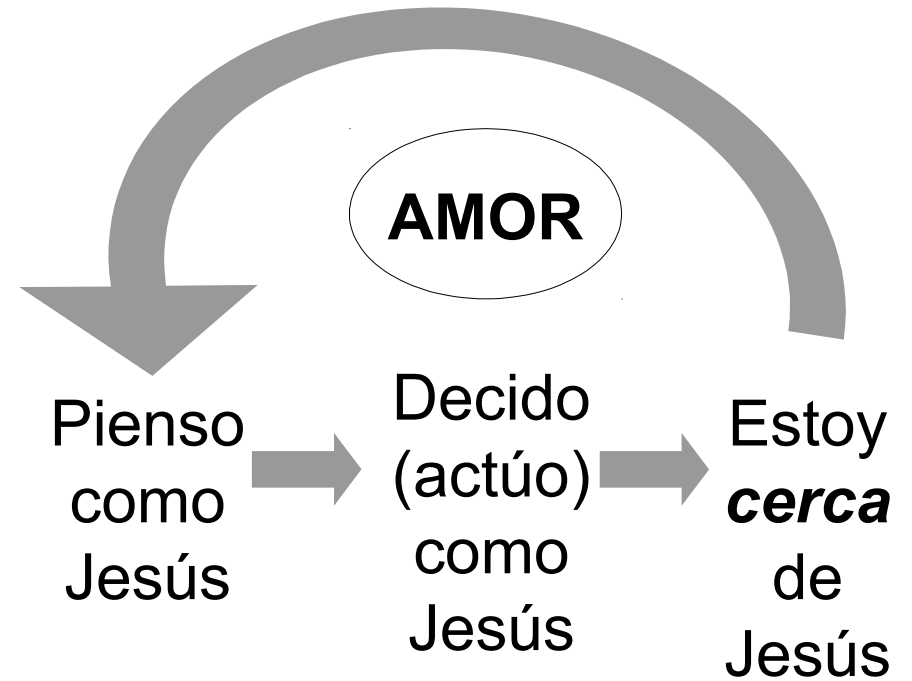 AMOR
Pienso
como
Jesús
Decido
(actúo)
como
Jesús
Estoy
cerca
de
Jesús